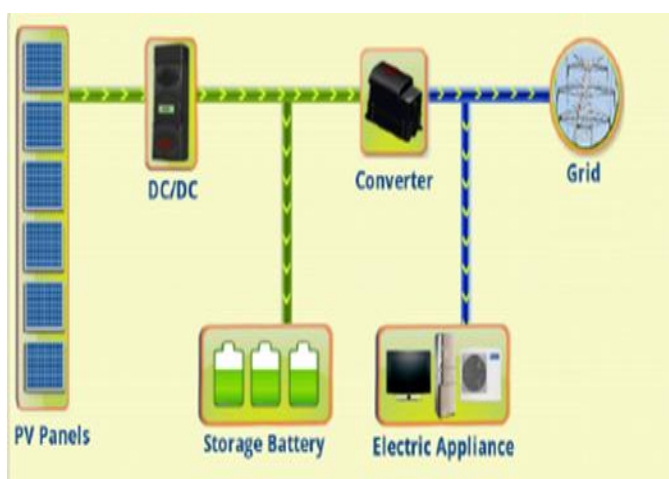 DC/DC
Converter
Grid
PV Panels
Storage Battery
Electric Appliance